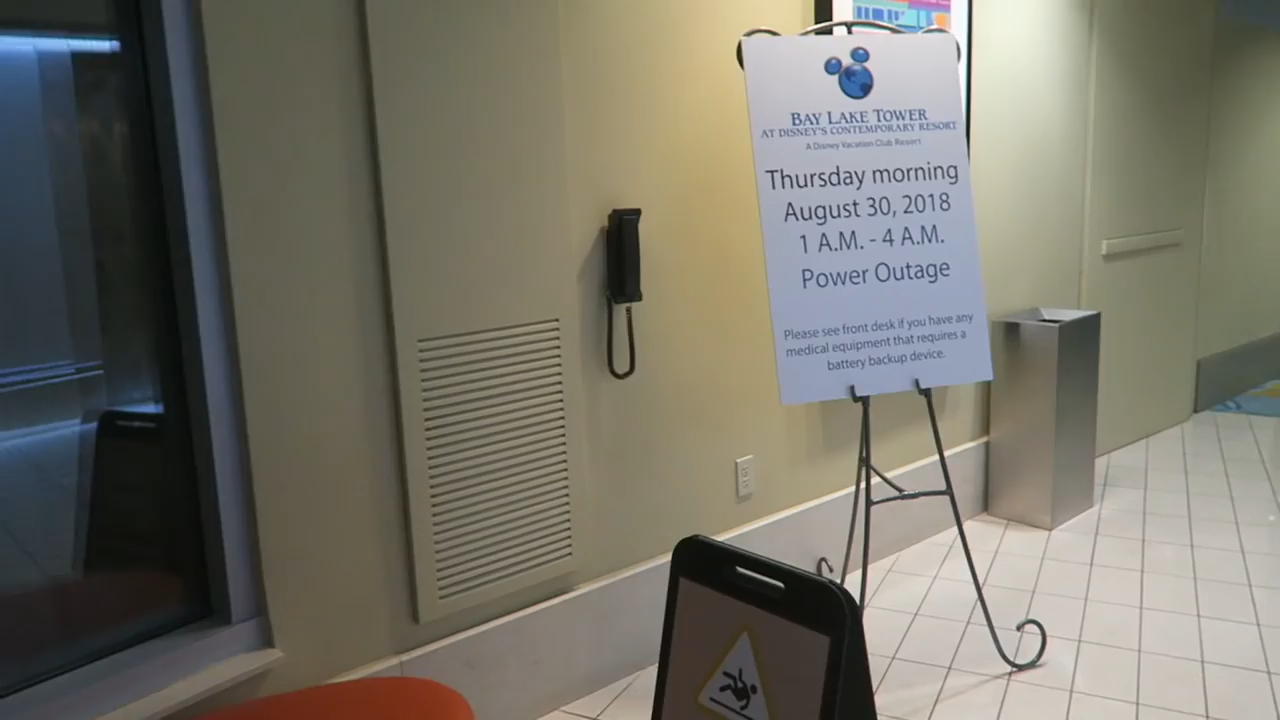 BAY LAKE TOWER
AT DISNEY'S CONTEMPORARY RESORT
A Disney Vacation Club Resort
Thursday morning
August 30, 2018
1 A.M. - 4 A.M.
Power Outage
Please see front desk if you have any
medical equipment that requires a
battery backup device.